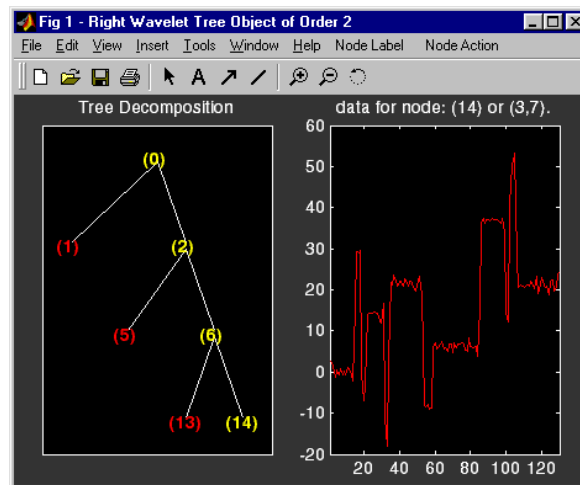 Fig 1 - Right Wavelet Tree Object of Order 2
File Edit View Insert Tools Window Help Node Label Node Action
A
Tree Decomposition
(0)
(1)
(2)
(5)
(6)
(13)
(14)
data for node: (14) or (3,7).
60
50
40
30
20
10
0
-10
-20
20 40 60 80 100 120